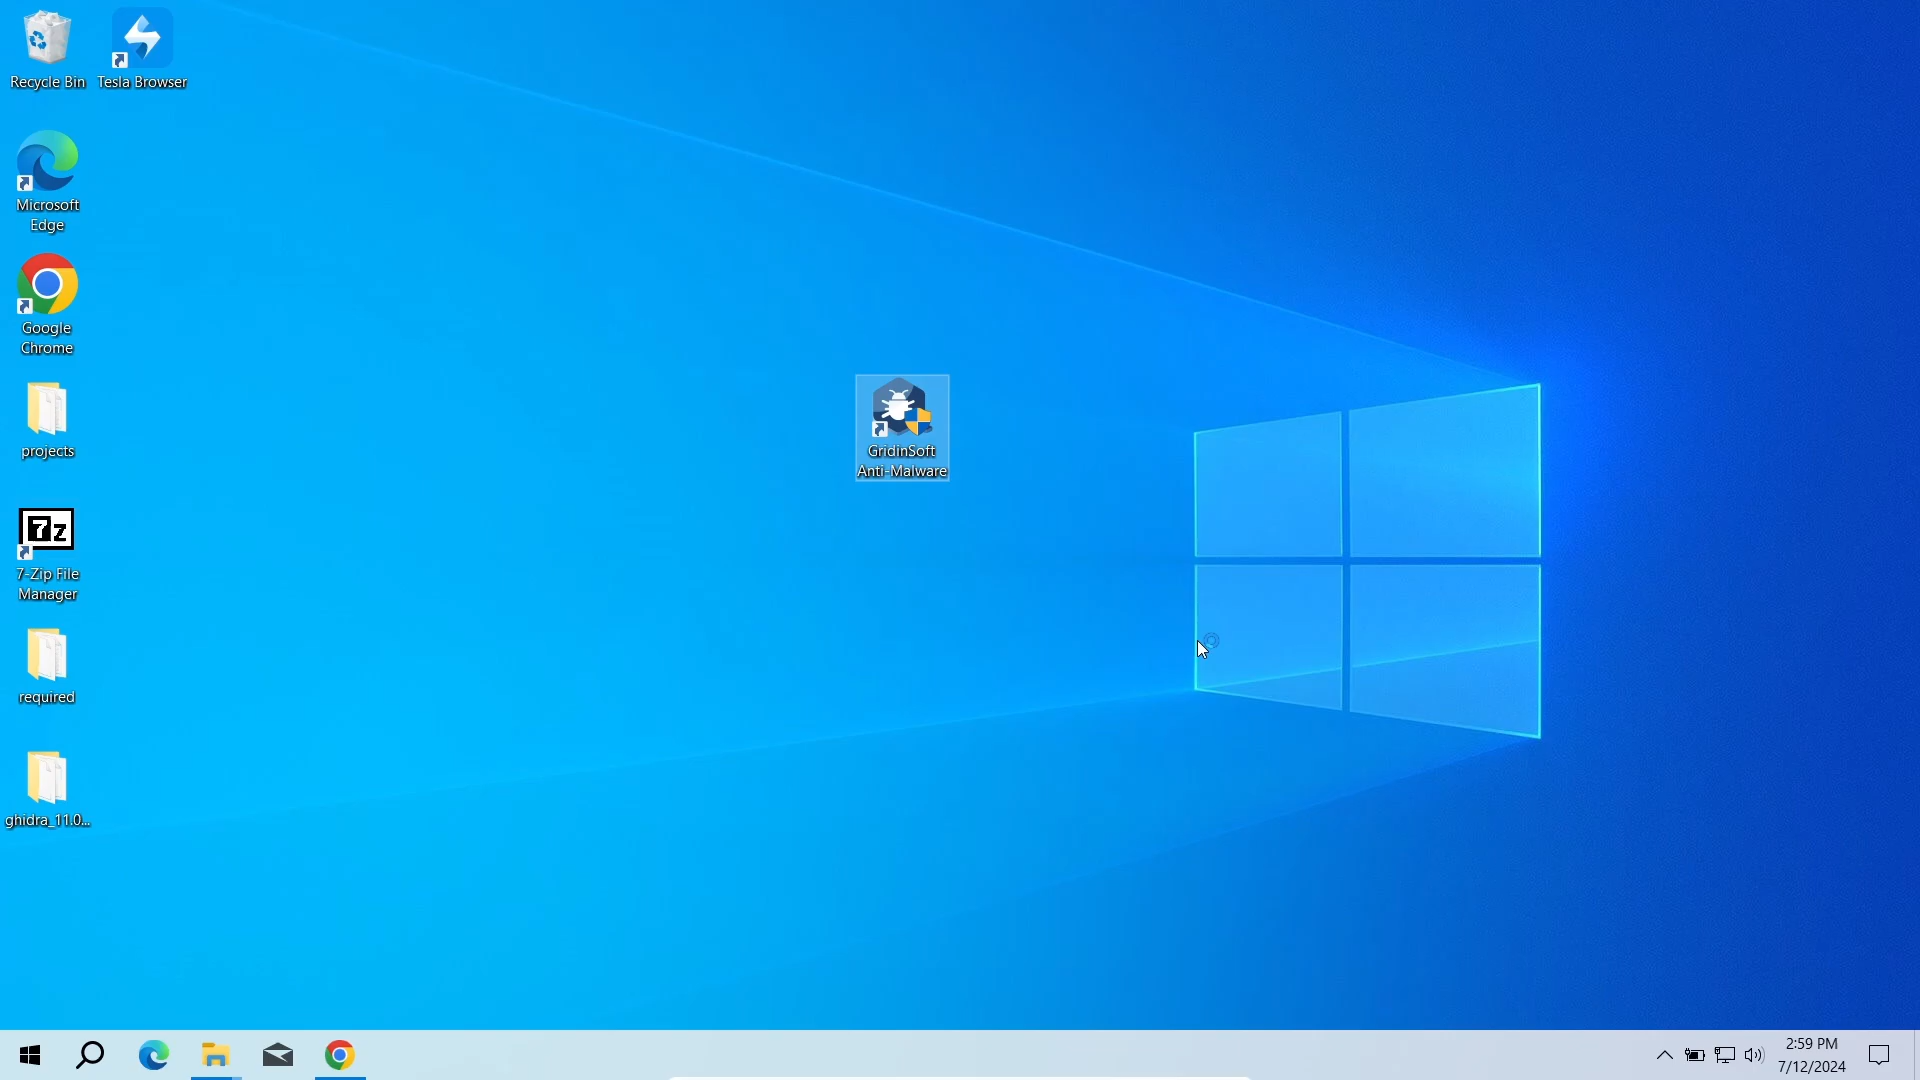 Recycle Bin
Tesla Browser
Microsoft
Edge
Google
Chrome
projects
7z
7-Zip File
Manager
required
ghidra_11.0...
GridinSoft
Anti-Malware
2:59 PM
7/12/2024